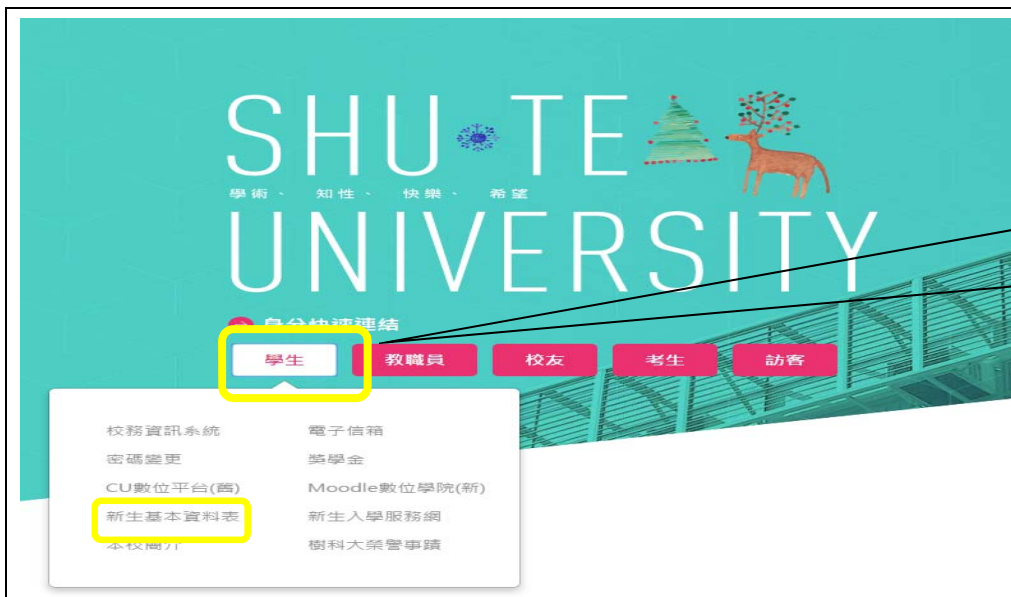 SHU TE
學術、 知性、 快樂、 希望
UNIVERSITY
身分快速連結
學生 教職員 校友 考生 訪客
校務資訊系統 電子信箱
密碼變更 獎學金
CU數位平台(舊) Moodle數位學院(新)
新生基本資料表 新生入學服務網
本校簡介 樹科大榮譽事蹟